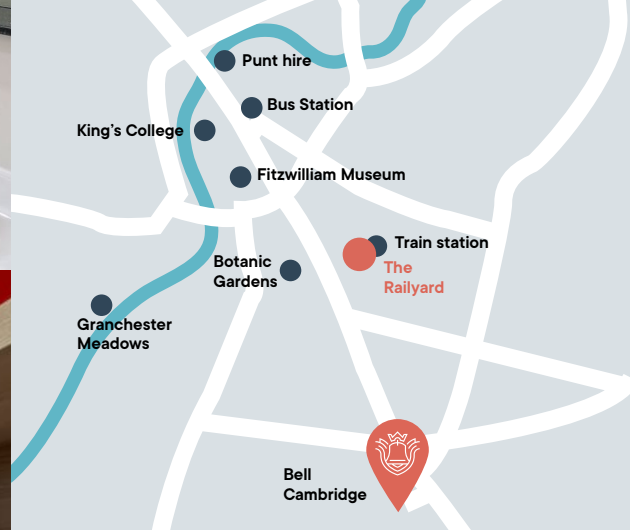 Punt hire
Bus Station
King's College
Fitzwilliam Museum
Train station
The
Railyard
Botanic
Gardens
Granchester
Meadows
Bell
Cambridge